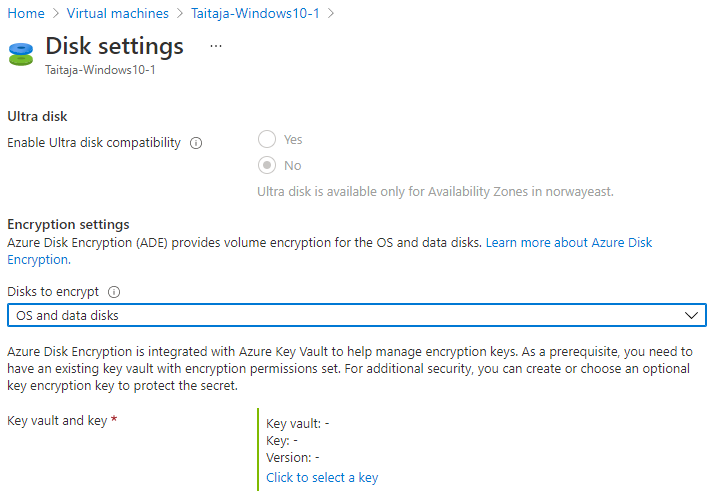 Home > Virtual machines > Taitaja-Windows10-1 >
Disk settings ...
Taitaja-Windows10-1
Ultra disk
Enable Ultra disk compatibility
Yes
No
Ultra disk is available only for Availability Zones in norwayeast.
Encryption settings
Azure Disk Encryption (ADE) provides volume encryption for the OS and data disks. Learn more about Azure Disk
Encryption.
Disks to encrypt
OS and data disks
Azure Disk Encryption is integrated with Azure Key Vault to help manage encryption keys. As a prerequisite, you need to
have an existing key vault with encryption permissions set. For additional security, you can create or choose an optional
key encryption key to protect the secret.
Key vault and key *
Key vault: -
Key: -
Version: -
Click to select a key